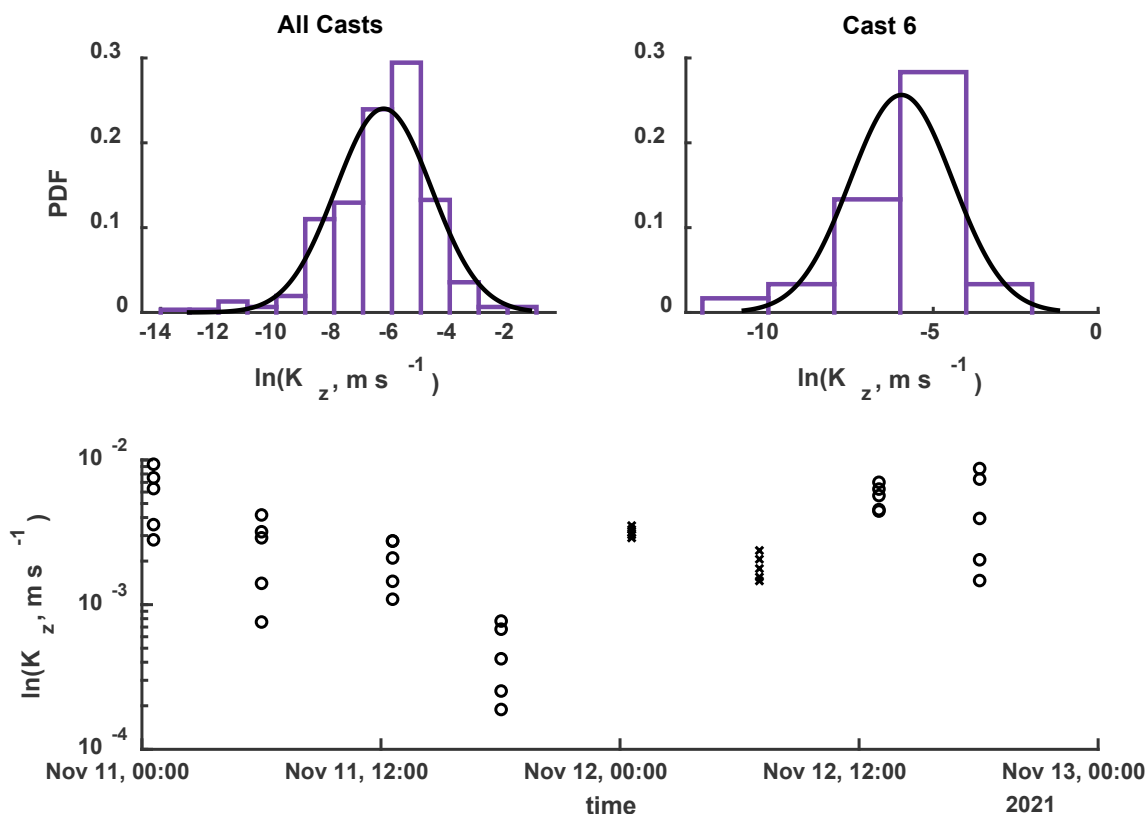 All Casts
Cast 6
PDF
0.3
0.2
0.1
0
-14 -12 -10 -8 -6 -4 -2
ln(K z, m s -1)
0.3
0.2
0.1
0
-10 -5 0
ln(K z, m s -1)
ln(K z, m s -1)
10 -2
10 -3
10 -4
Nov 11, 00:00 Nov 11, 12:00 Nov 12, 00:00 Nov 12, 12:00 Nov 13, 00:00
time
2021